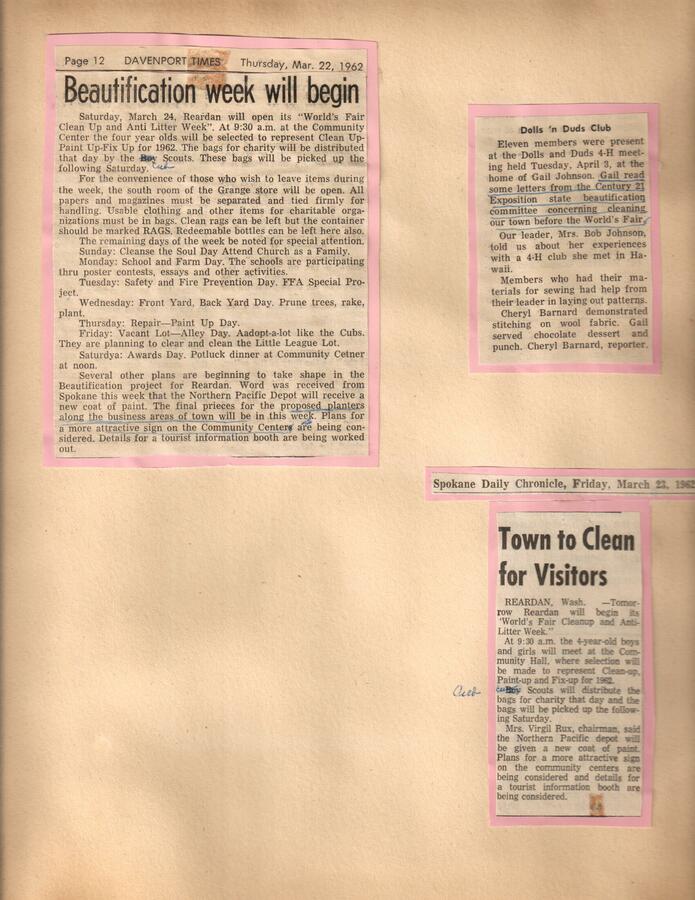 Page 12 DAVENPORT TIMES Thursday, Mar. 22, 1962
Beautification week will begin
Saturday, March 24, Reardan will open its "World's Fair
Clean Up and Anti Litter Week". At 9:30 a.m. at the Community
Center the four year olds will be selected to represent Clean Up-
Paint Up-Fix Up for 1962. The bags for charity will be distributed
that day by the Boy Scouts. These bags will be picked up the
following Saturday. Cub
For the convenience of those who wish to leave items during
the week, the south room of the Grange store will be open. All
papers and magazines must be separated and tied firmly for
handling. Usable clothing and other items for charitable orga-
nizations must be in bags. Clean rags can be left but the container
should be marked RAGS. Redeemable bottles can be left here also.
The remaining days of the week be noted for special attention.
Sunday: Cleanse the Soul Day Attend Church as a Family.
Monday: School and Farm Day. The schools are participating
thru poster contests, essays and other activities.
Tuesday: Safety and Fire Prevention Day. FFA Special Pro-
ject.
Wednesday: Front Yard, Back Yard Day. Prune trees, rake,
plant.
Thursday: Repair—Paint Up Day.
Friday: Vacant Lot—Alley Day. Aadopt-a-lot like the Cubs.
They are planning to clear and clean the Little League Lot.
Saturdya: Awards Day. Potluck dinner at Community Cetner
at noon.
Several other plans are beginning to take shape in the
Beautification project for Reardan. Word was received from
Spokane this week that the Northern Pacific Depot will receive a
new coat of paint. The final prieces for the proposed planters
along the business areas of town will be in this week. Plans for
a more attractive sign on the Community Centers are being con-
sidered. Details for a tourist information booth are being worked
out.
Dolls 'n Duds Club
Eleven members were present
at the Dolls and Duds 4-H meet-
ing held Tuesday, April 3, at the
home of Gail Johnson. Gail read
some letters from the Century 21
Exposition state beautification
committee concerning cleaning
our town before the World's Fair.
Our leader, Mrs. Bob Johnson,
told us about her experiences
with a 4-H club she met in Ha-
waii.
Members who had their ma-
terials for sewing had help from
their leader in laying out patterns.
Cheryl Barnard demonstrated
stitching on wool fabric. Gail
served chocolate dessert and
punch. Cheryl Barnard, reporter.
Spokane Daily Chronicle, Friday, March 23, 1962
Town to Clean
for Visitors
REARDAN, Wash. —Tomor-
row Reardan will begin its
'World's Fair Cleanup and Anti-
Litter Week."
At 9:30 a.m. the 4-year-old boys
and girls will meet at the Com-
munity Hall, where selection will
be made to represent Clean-up,
Paint-up and Fix-up for 1962.
Cub cub Boy Scouts will distribute the
bags for charity that day and the
bags will be picked up the follow-
ing Saturday.
Mrs. Virgil Rux, chairman, said
the Northern Pacific depot will
be given a new coat of paint.
Plans for a more attractive sign
on the community centers are
being considered and details for
a tourist information booth are
being considered.